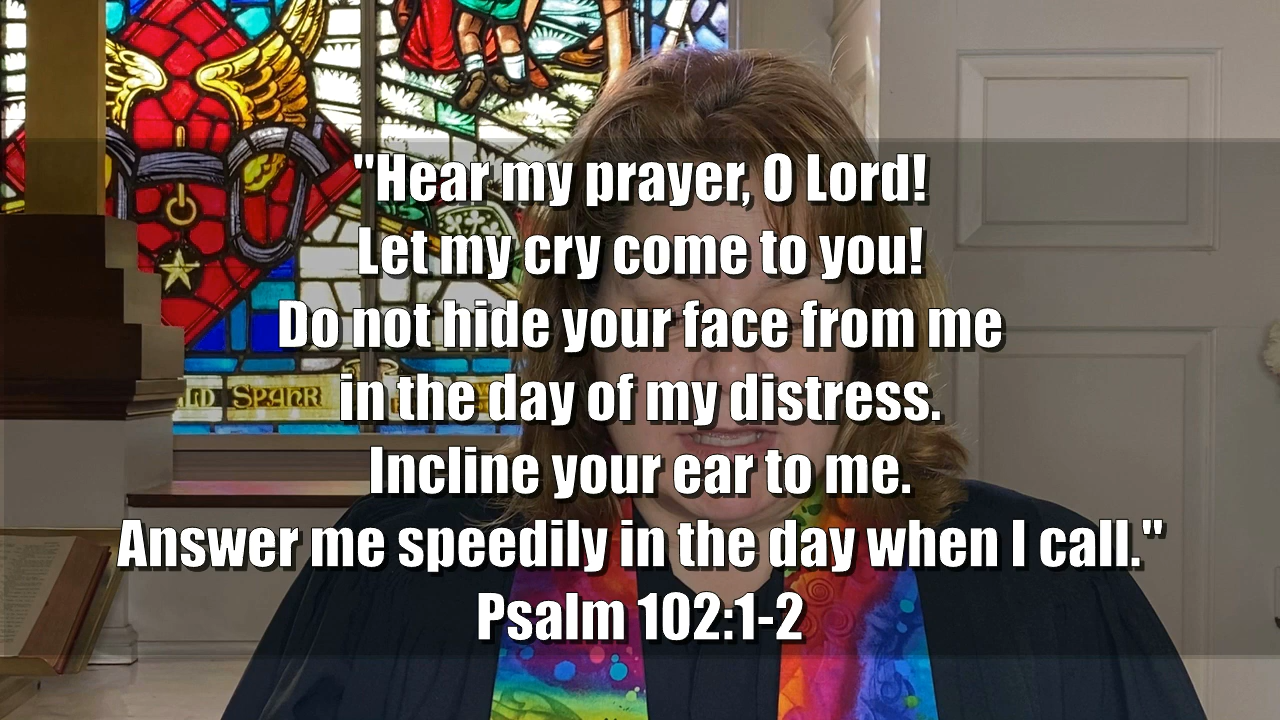 "Hear my prayer, O Lord!
Let my cry come to you!
Do not hide your face from me
in the day of my distress.
Incline your ear to me.
Answer me speedily in the day when I call."
Psalm 102:1-2
SPAHR